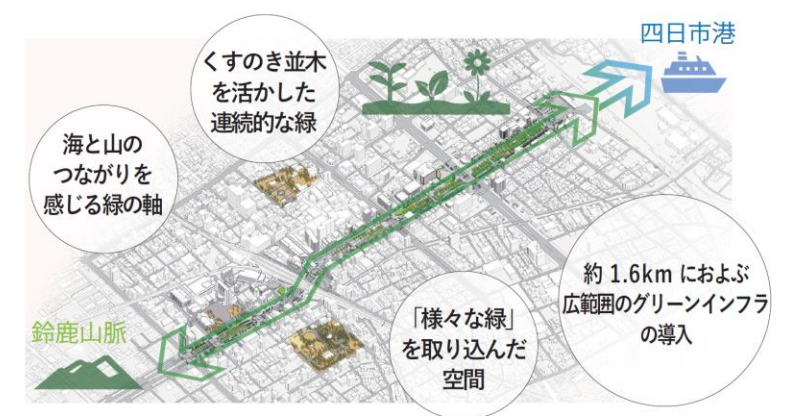 四日市港
くすのき並木
を活かした
連続的な緑
海と山の
つながりを
感じる緑の軸
約 1.6km におよぶ
広範囲のグリーンインフラ
の導入
「様々な緑」
を取り込んだ
空間
鈴鹿山脈